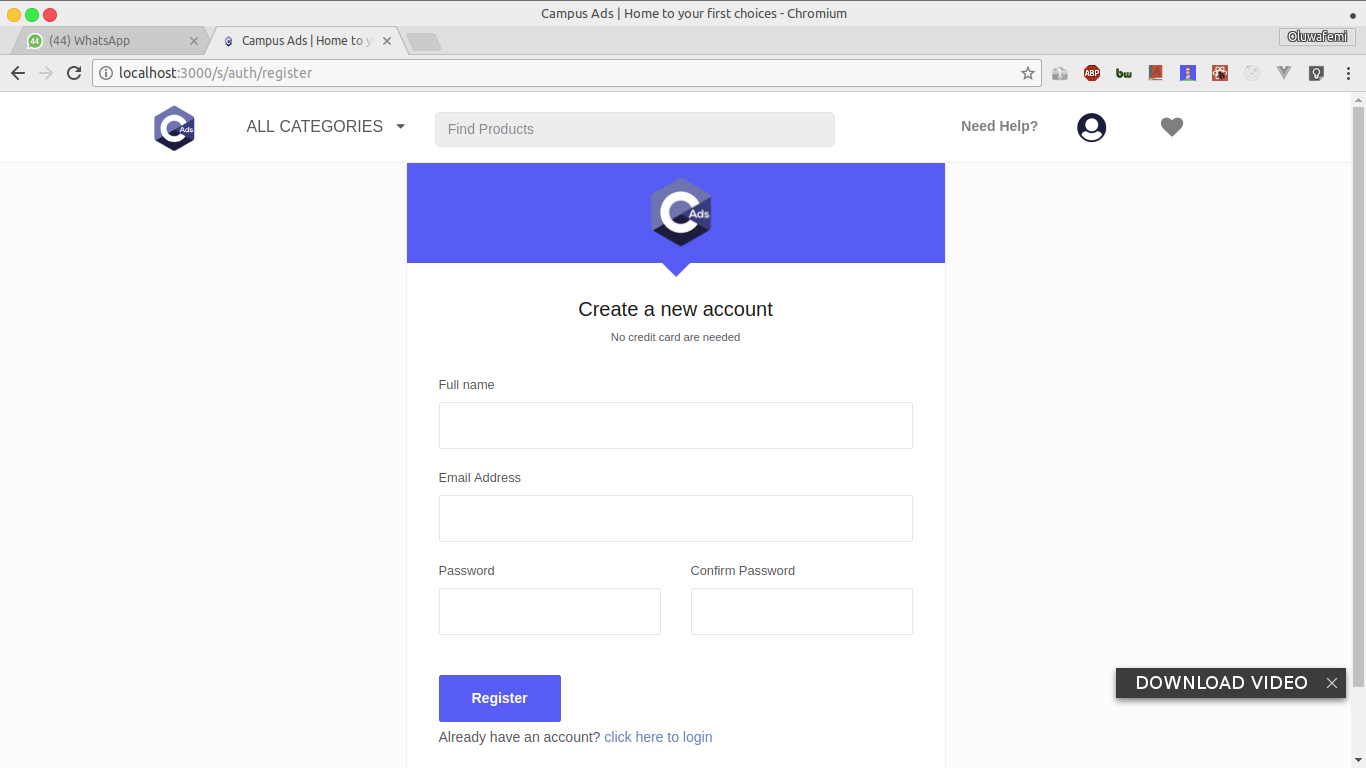 Campus Ads | Home to your first choices - Chromium
44 (44) WhatsApp
Campus Ads | Home to y
Oluwafemi
localhost:3000/s/auth/register
ABP
bw
C Ads
ALL CATEGORIES
Find Products
Need Help?
C Ads
Create a new account
No credit card are needed
Full name
Email Address
Password Confirm Password
Register
DOWNLOAD VIDEO
Already have an account? click here to login